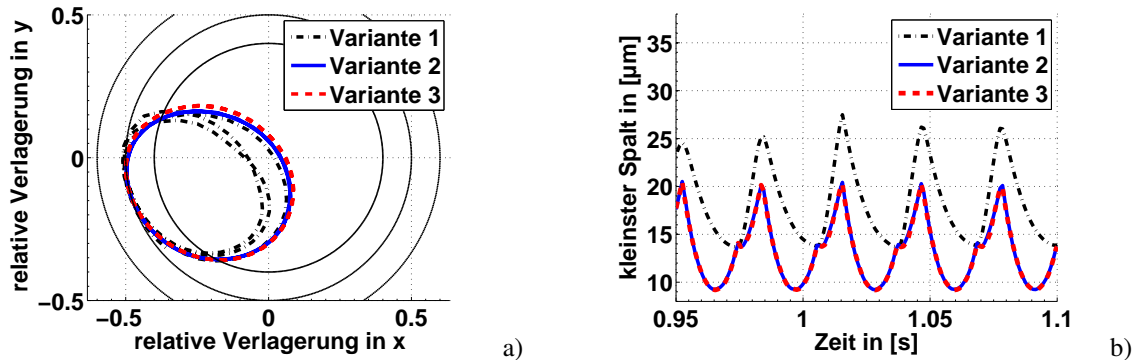 relative Verlagerung in y
0.5
0
−0.5
−0.5
0
0.5
relative Verlagerung in x
Variante 1
Variante 2
Variante 3
a)
kleinster Spalt in [µm]
35
30
25
20
15
10
0.95
1
1.05
1.1
Zeit in [s]
Variante 1
Variante 2
Variante 3
b)